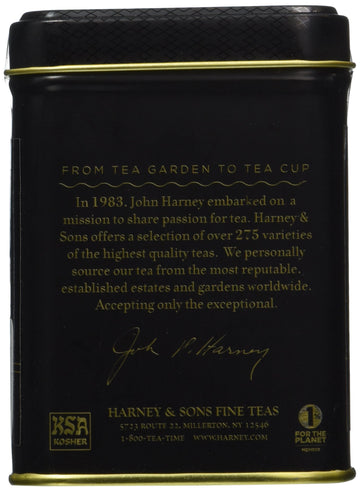 FROM TEA GARDEN TO TEA CUP
In 1983, John Harney embarked on a
mission to share passion for tea. Harney &
Sons offers a selection of over 275 varieties
of the highest quality teas. We personally
source our tea from the most reputable,
established estates and gardens worldwide.
Accepting only the exceptional.
John P. Harney
KSA
KOSHER
HARNEY & SONS FINE TEAS
5723 ROUTE 22, MILLERTON, NY 12546
1-800-TEA-TIME WWW.HARNEY.COM
1%
FOR THE
PLANET
MEMBER